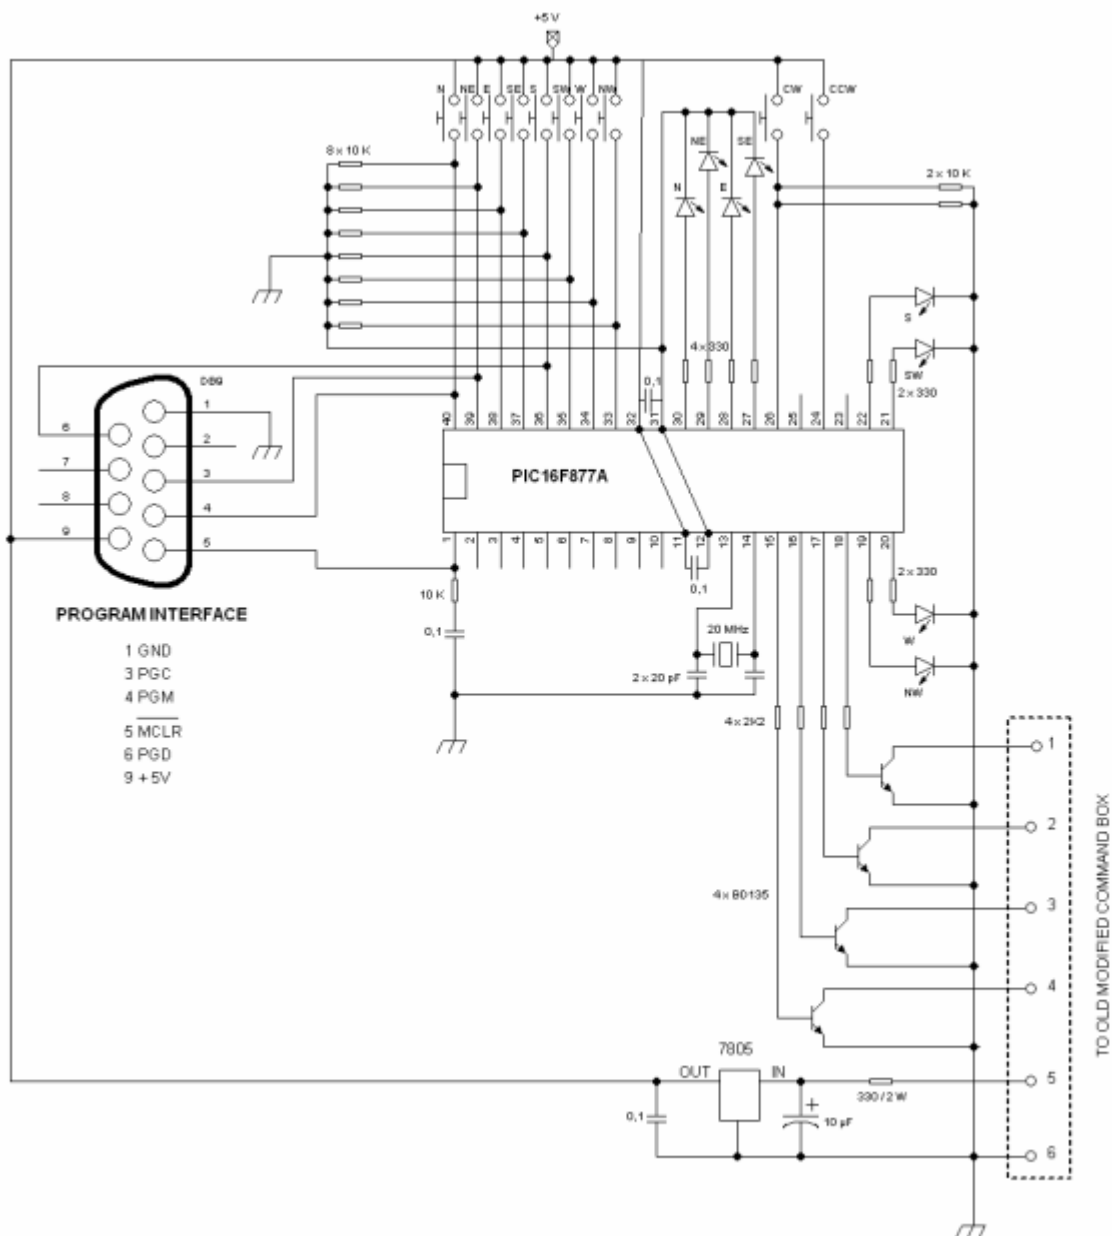 +5 V
N NE E SE S SW W NW
CW CCW
8 x 10 K
NE SE
N E
2 x 10 K
S
SW
2 x 330
4 x 330
0,1
DB9
1
2
3
4
5
6
7
8
9
40 39 38 37 36 35 34 33 32 31 30 29 28 27 26 25 24 23 22 21
PIC16F877A
1 2 3 4 5 6 7 8 9 10 11 12 13 14 15 16 17 18 19 20
0,1
2 x 330
W
NW
10 K
0,1
20 MHz
2 x 20 pF
4 x 2K2
PROGRAM INTERFACE
1 GND
3 PGC
4 PGM
5 MCLR
6 PGD
9 +5V
1
2
3
4
5
6
4 x BD135
7805
OUT IN
330 / 2 W
0,1
+
10 µF
TO OLD MODIFIED COMMAND BOX